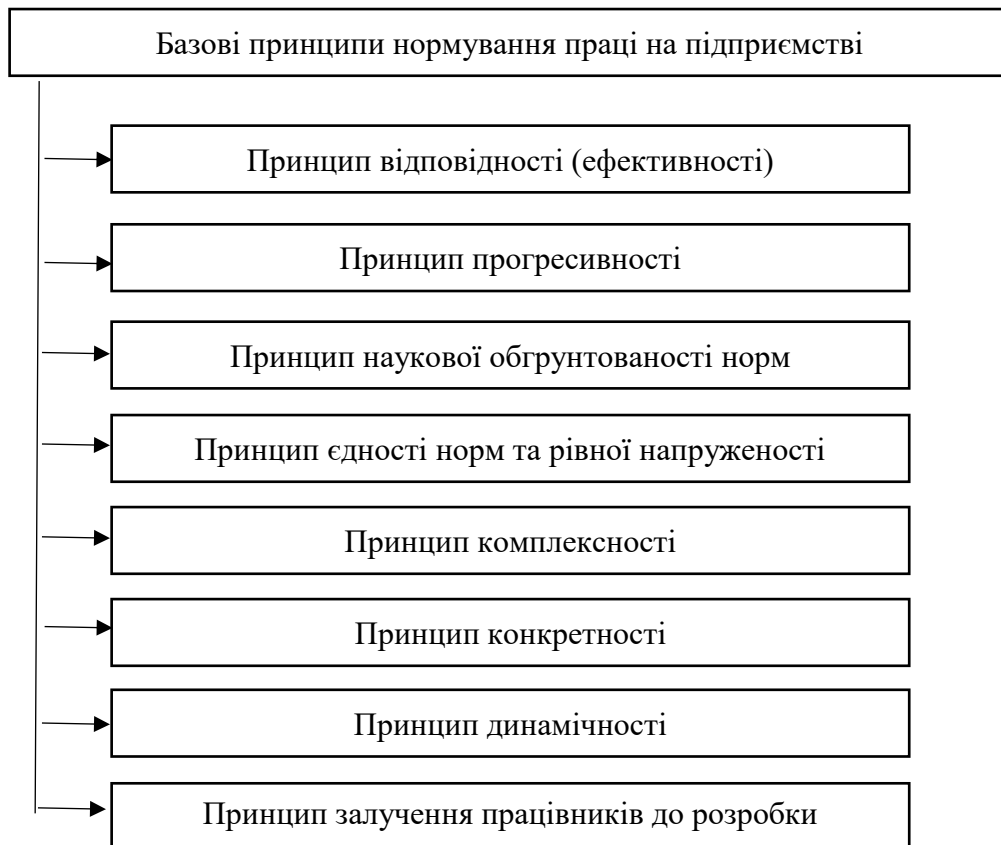 Базові принципи нормування праці на підприємстві
Принцип відповідності (ефективності)
Принцип прогресивності
Принцип наукової обгрунтованості норм
Принцип єдності норм та рівної напруженості
Принцип комплексності
Принцип конкретності
Принцип динамічності
Принцип залучення працівників до розробки